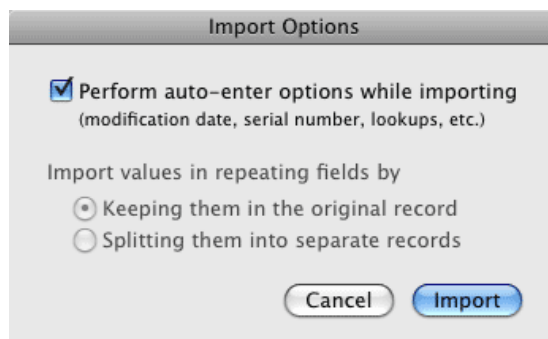 Import Options
Perform auto-enter options while importing
(modification date, serial number, lookups, etc.)
Import values in repeating fields by
Keeping them in the original record
Splitting them into separate records
Cancel Import